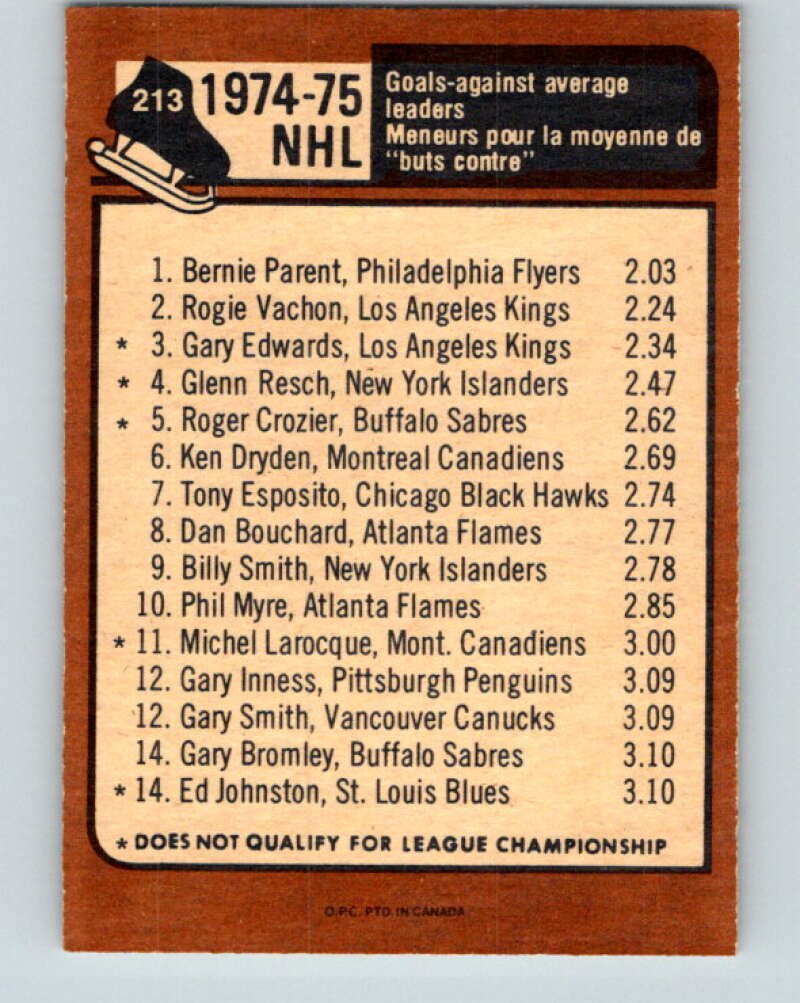 213
1974-75
NHL
Goals-against average
leaders
Meneurs pour la moyenne de
"buts contre"
1. Bernie Parent, Philadelphia Flyers 2.03
2. Rogie Vachon, Los Angeles Kings 2.24
* 3. Gary Edwards, Los Angeles Kings 2.34
* 4. Glenn Resch, New York Islanders 2.47
* 5. Roger Crozier, Buffalo Sabres 2.62
6. Ken Dryden, Montreal Canadiens 2.69
7. Tony Esposito, Chicago Black Hawks 2.74
8. Dan Bouchard, Atlanta Flames 2.77
9. Billy Smith, New York Islanders 2.78
10. Phil Myre, Atlanta Flames 2.85
* 11. Michel Larocque, Mont. Canadiens 3.00
12. Gary Inness, Pittsburgh Penguins 3.09
12. Gary Smith, Vancouver Canucks 3.09
14. Gary Bromley, Buffalo Sabres 3.10
* 14. Ed Johnston, St. Louis Blues 3.10
* DOES NOT QUALIFY FOR LEAGUE CHAMPIONSHIP
O.P.C. PTD. IN CANADA